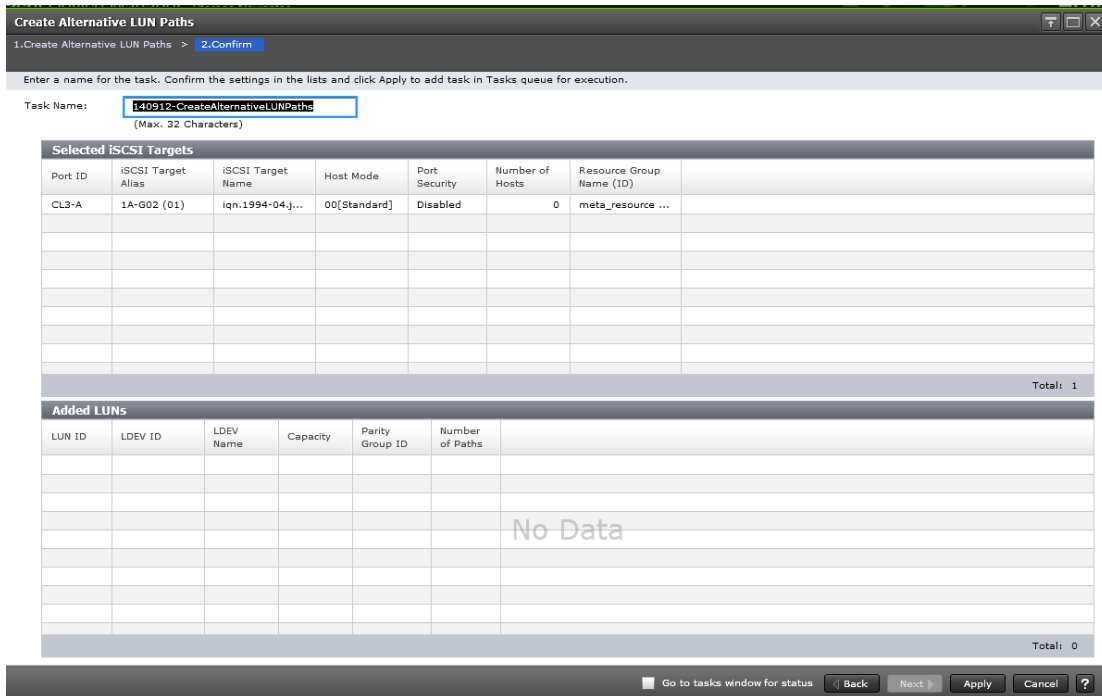 Create Alternative LUN Paths
1.Create Alternative LUN Paths > 2.Confirm
Enter a name for the task. Confirm the settings in the lists and click Apply to add task in Tasks queue for execution.
Task Name: 140912-CreateAlternativeLUNPaths
(Max. 32 Characters)
Selected iSCSI Targets
Port ID iSCSI Target Alias iSCSI Target Name Host Mode Port Security Number of Hosts Resource Group Name (ID)
CL3-A 1A-G02 (01) iqn.1994-04.j... 00[Standard] Disabled 0 meta_resource ...
Total: 1
Added LUNs
LUN ID LDEV ID LDEV Name Capacity Parity Group ID Number of Paths
No Data
Total: 0
Go to tasks window for status Back Next Apply Cancel ?